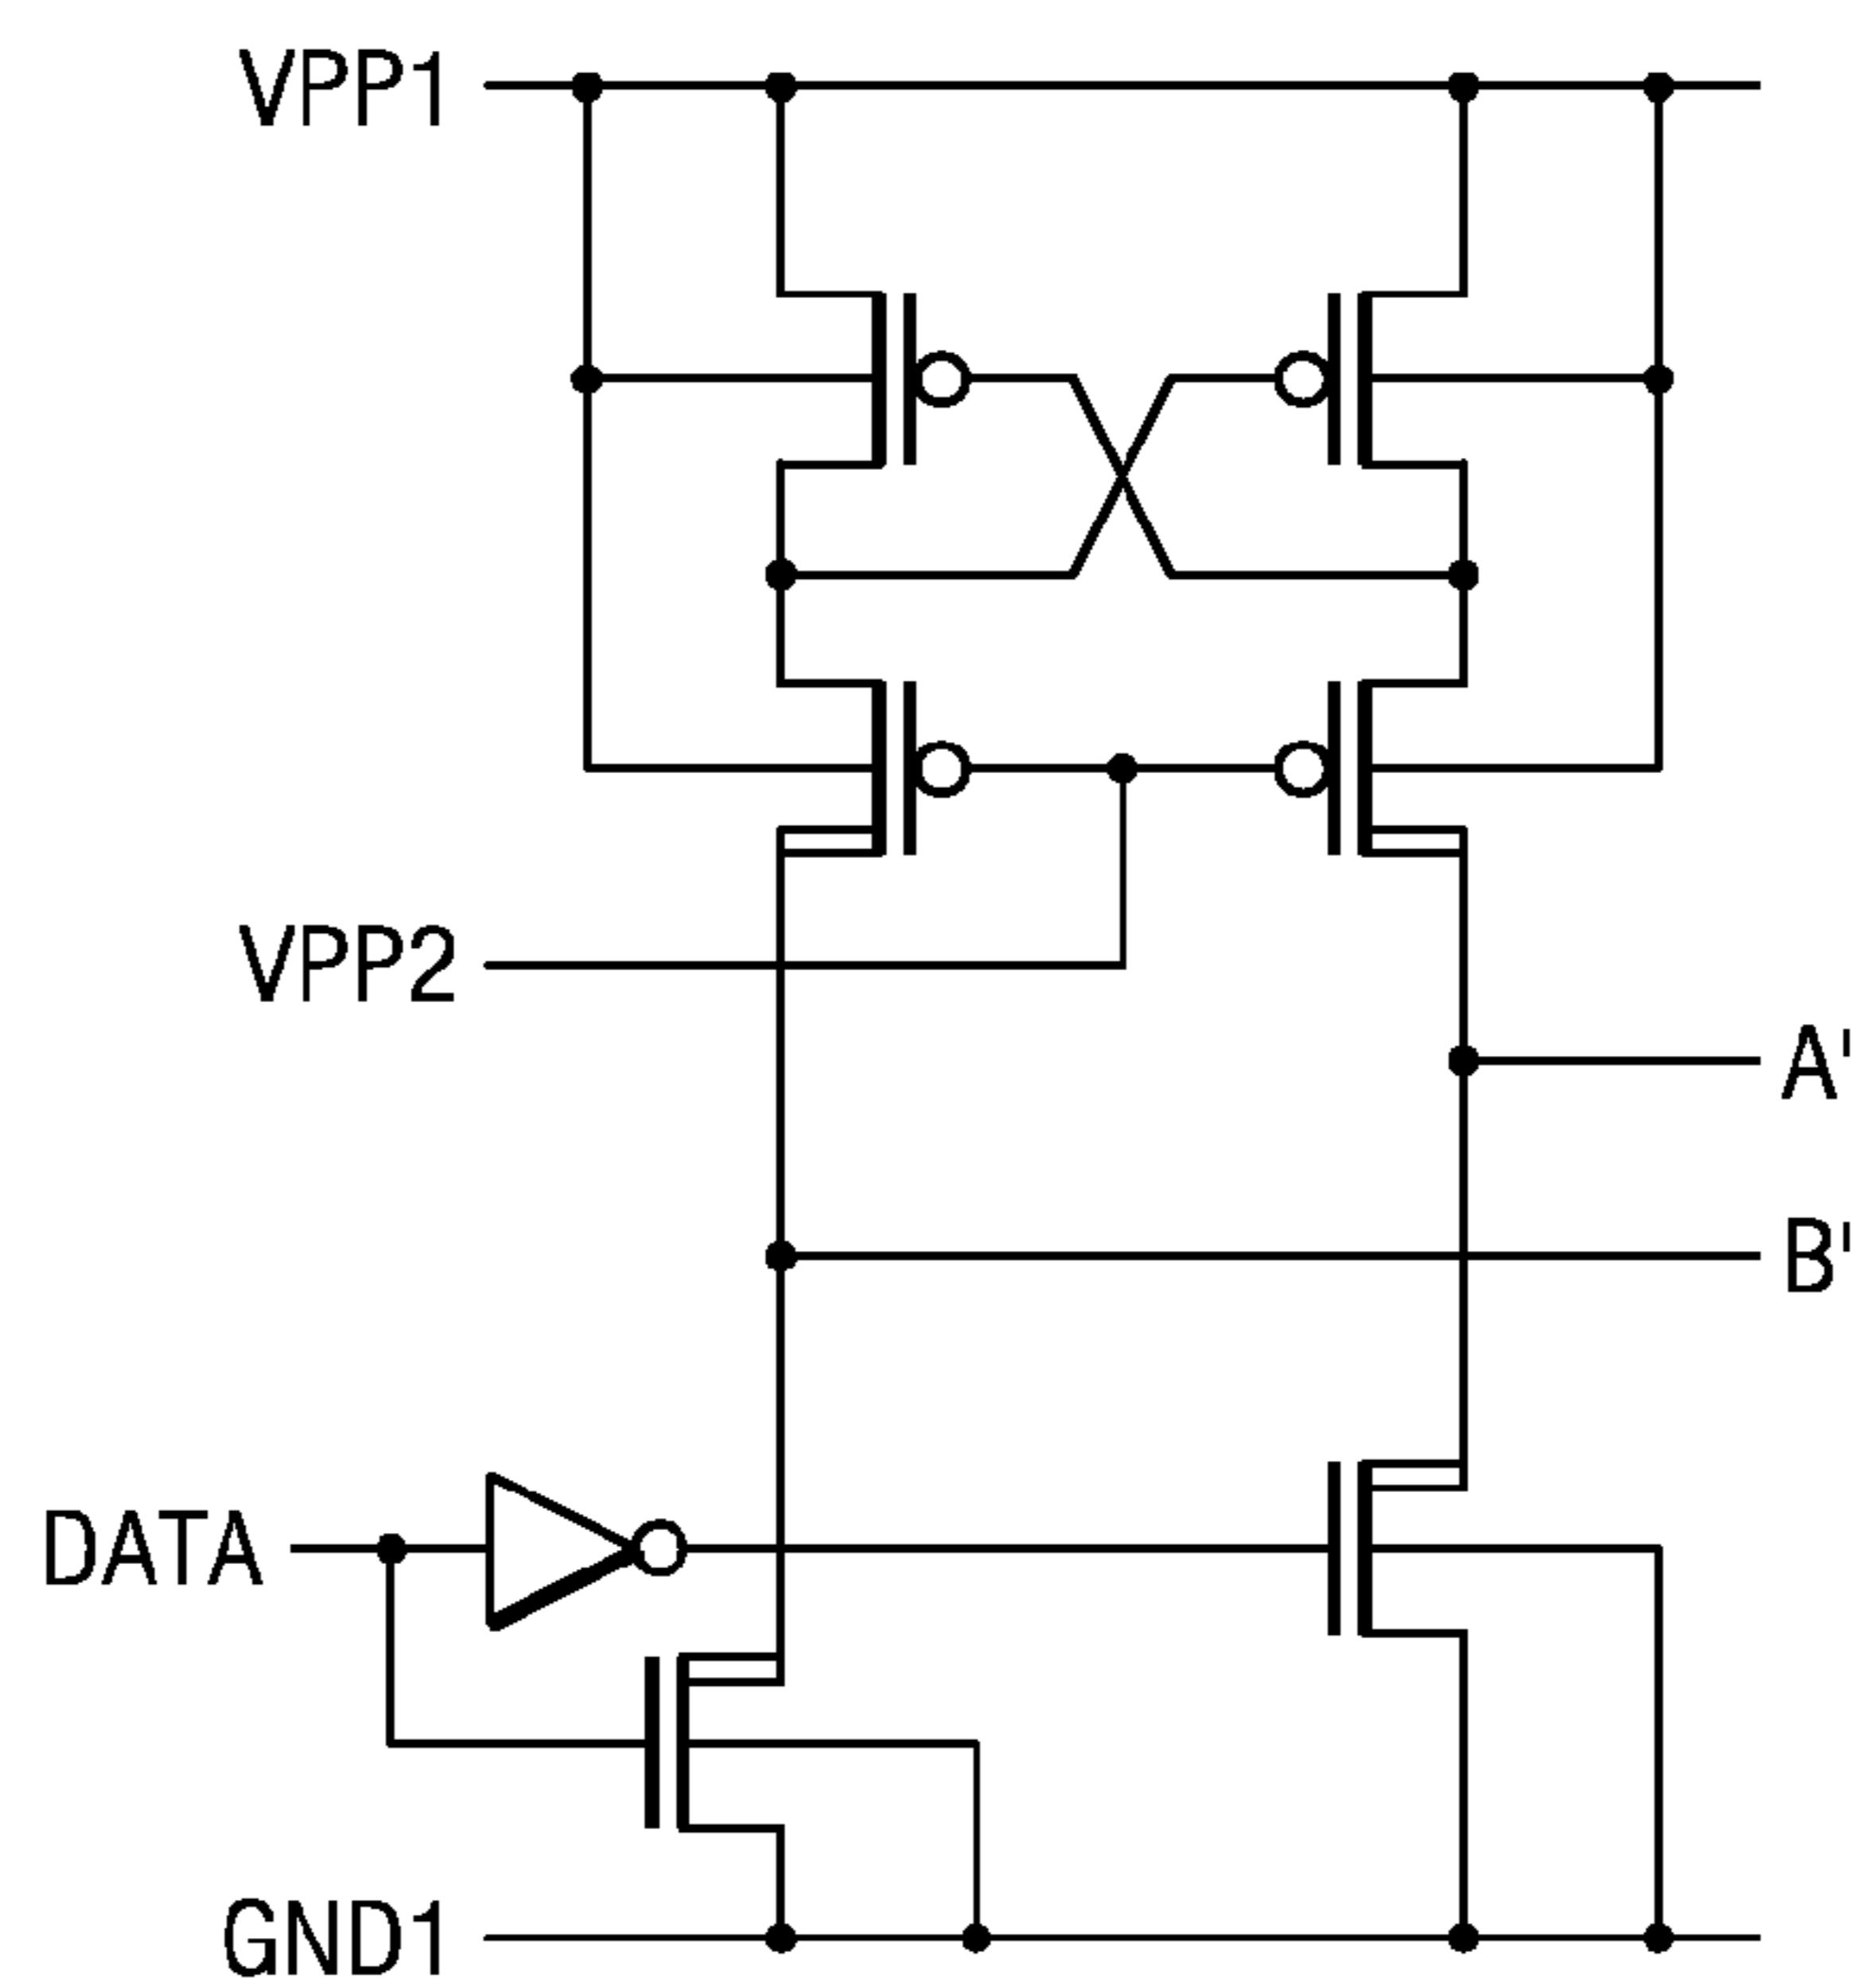 VPP1
VPP2
A'
B'
DATA
GND1